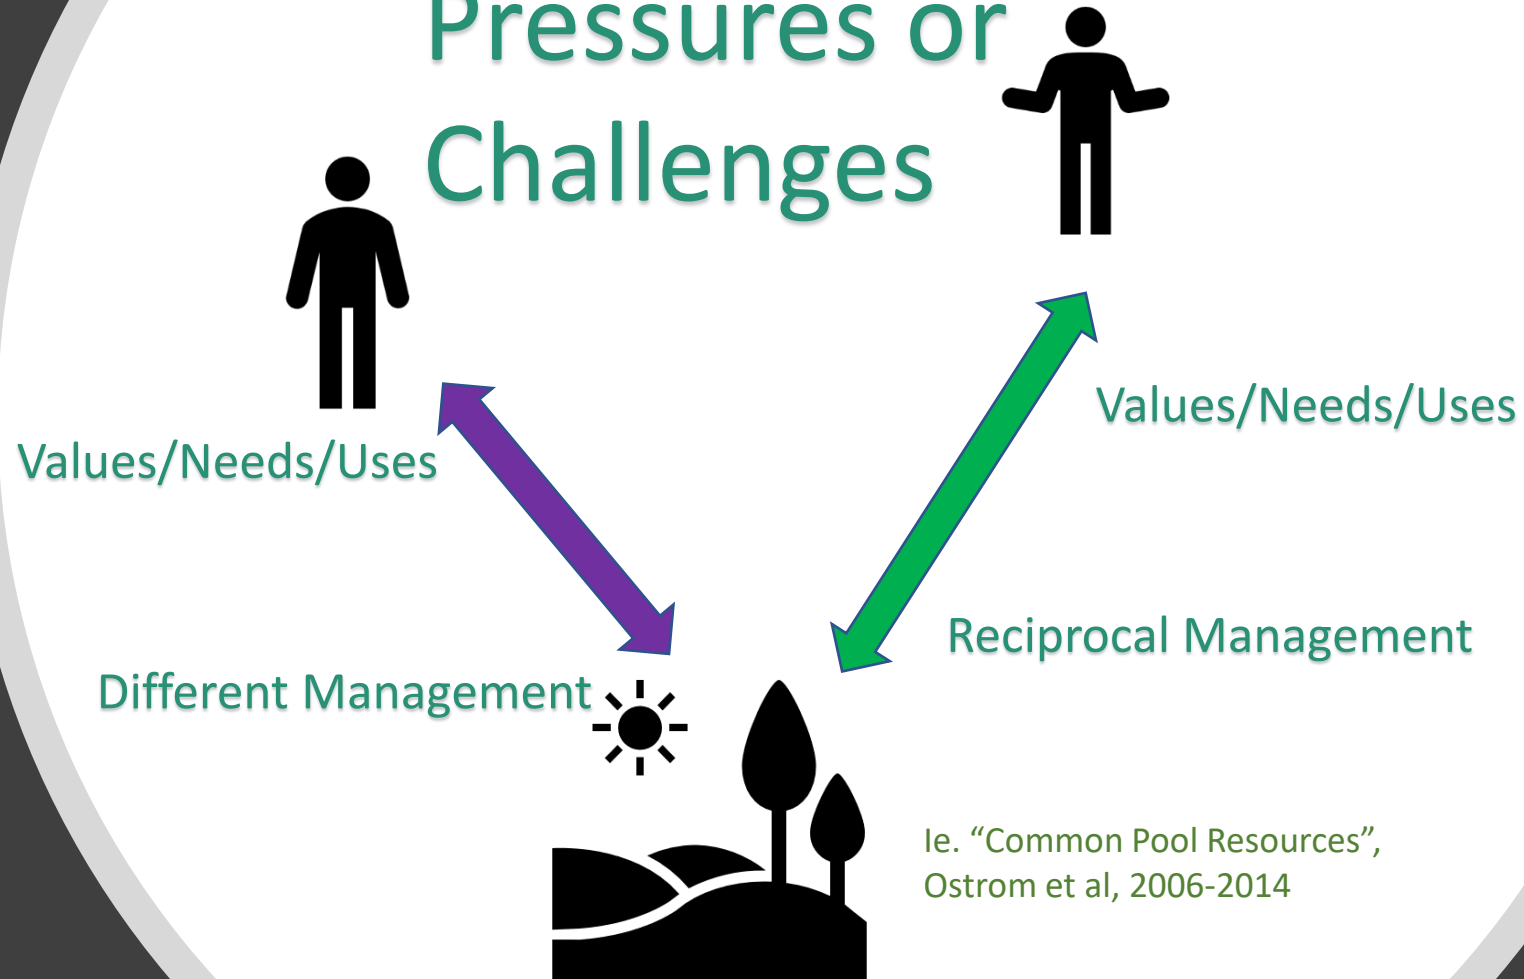 Pressures or
Challenges
Values/Needs/Uses
Values/Needs/Uses
Reciprocal Management
Different Management
Ie. “Common Pool Resources”,
Ostrom et al, 2006-2014